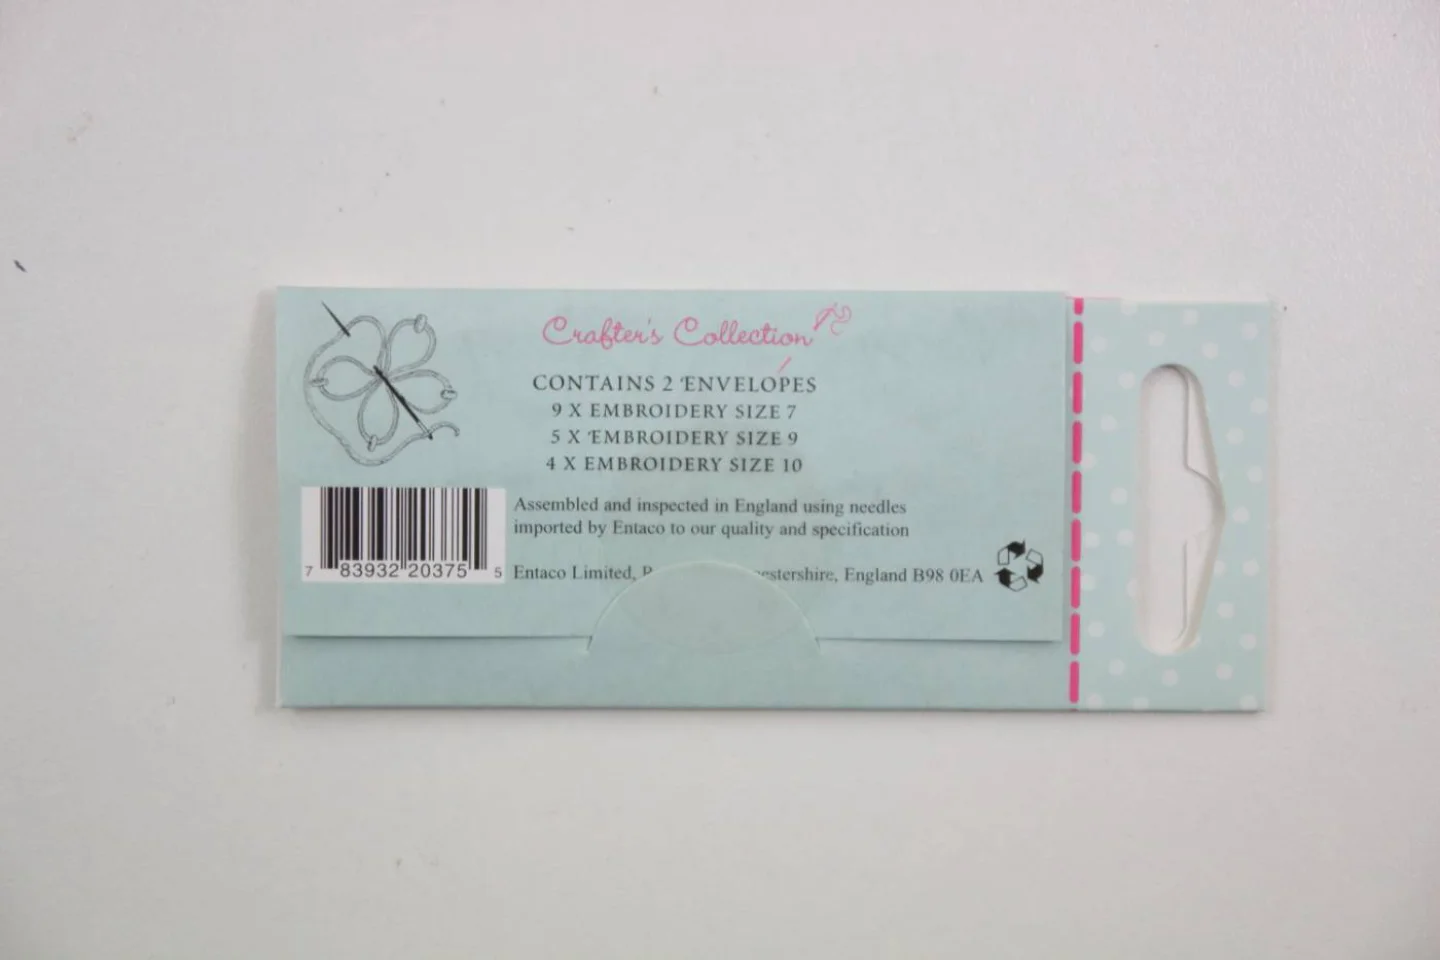 Crafter's Collection
CONTAINS 2 ENVELOPES
9 X EMBROIDERY SIZE 7
5 X EMBROIDERY SIZE 9
4 X EMBROIDERY SIZE 10
Assembled and inspected in England using needles
imported by Entaco to our quality and specification
Entaco Limited, England B98 0EA
7 83932 20375 5